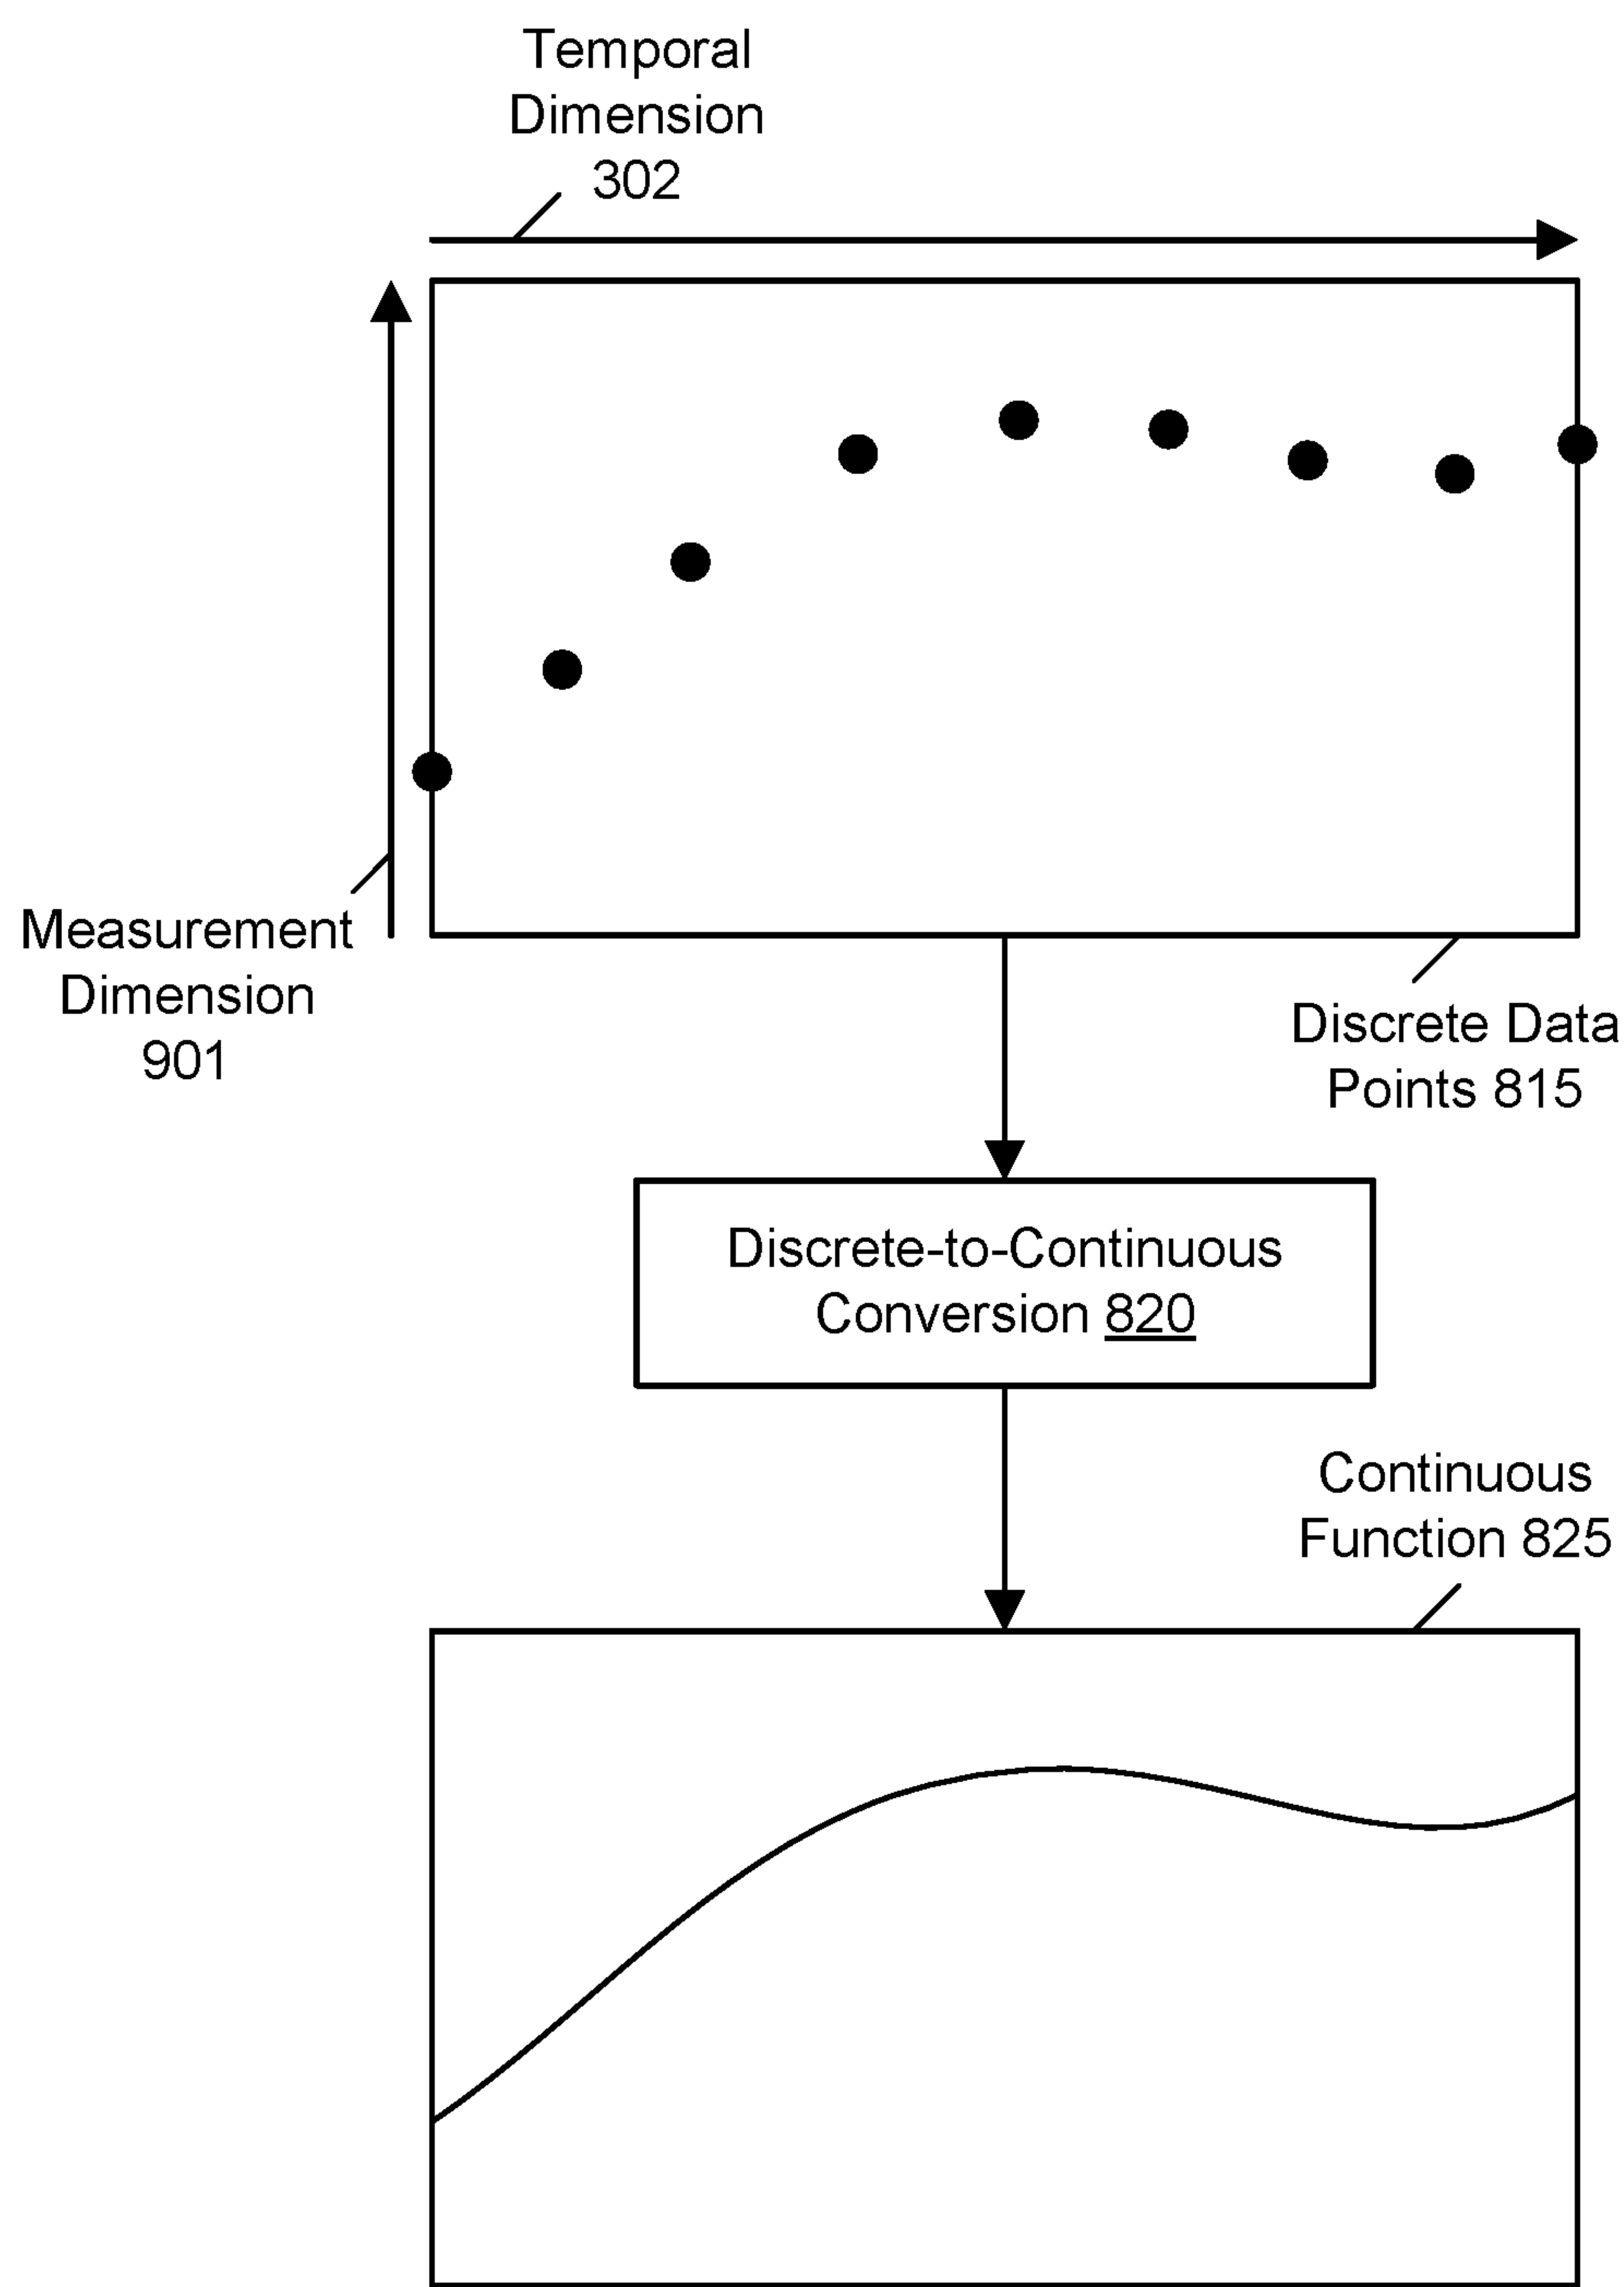 Temporal
Dimension
302
Measurement
Dimension
901
Discrete Data
Points 815
Discrete-to-Continuous
Conversion 820
Continuous
Function 825